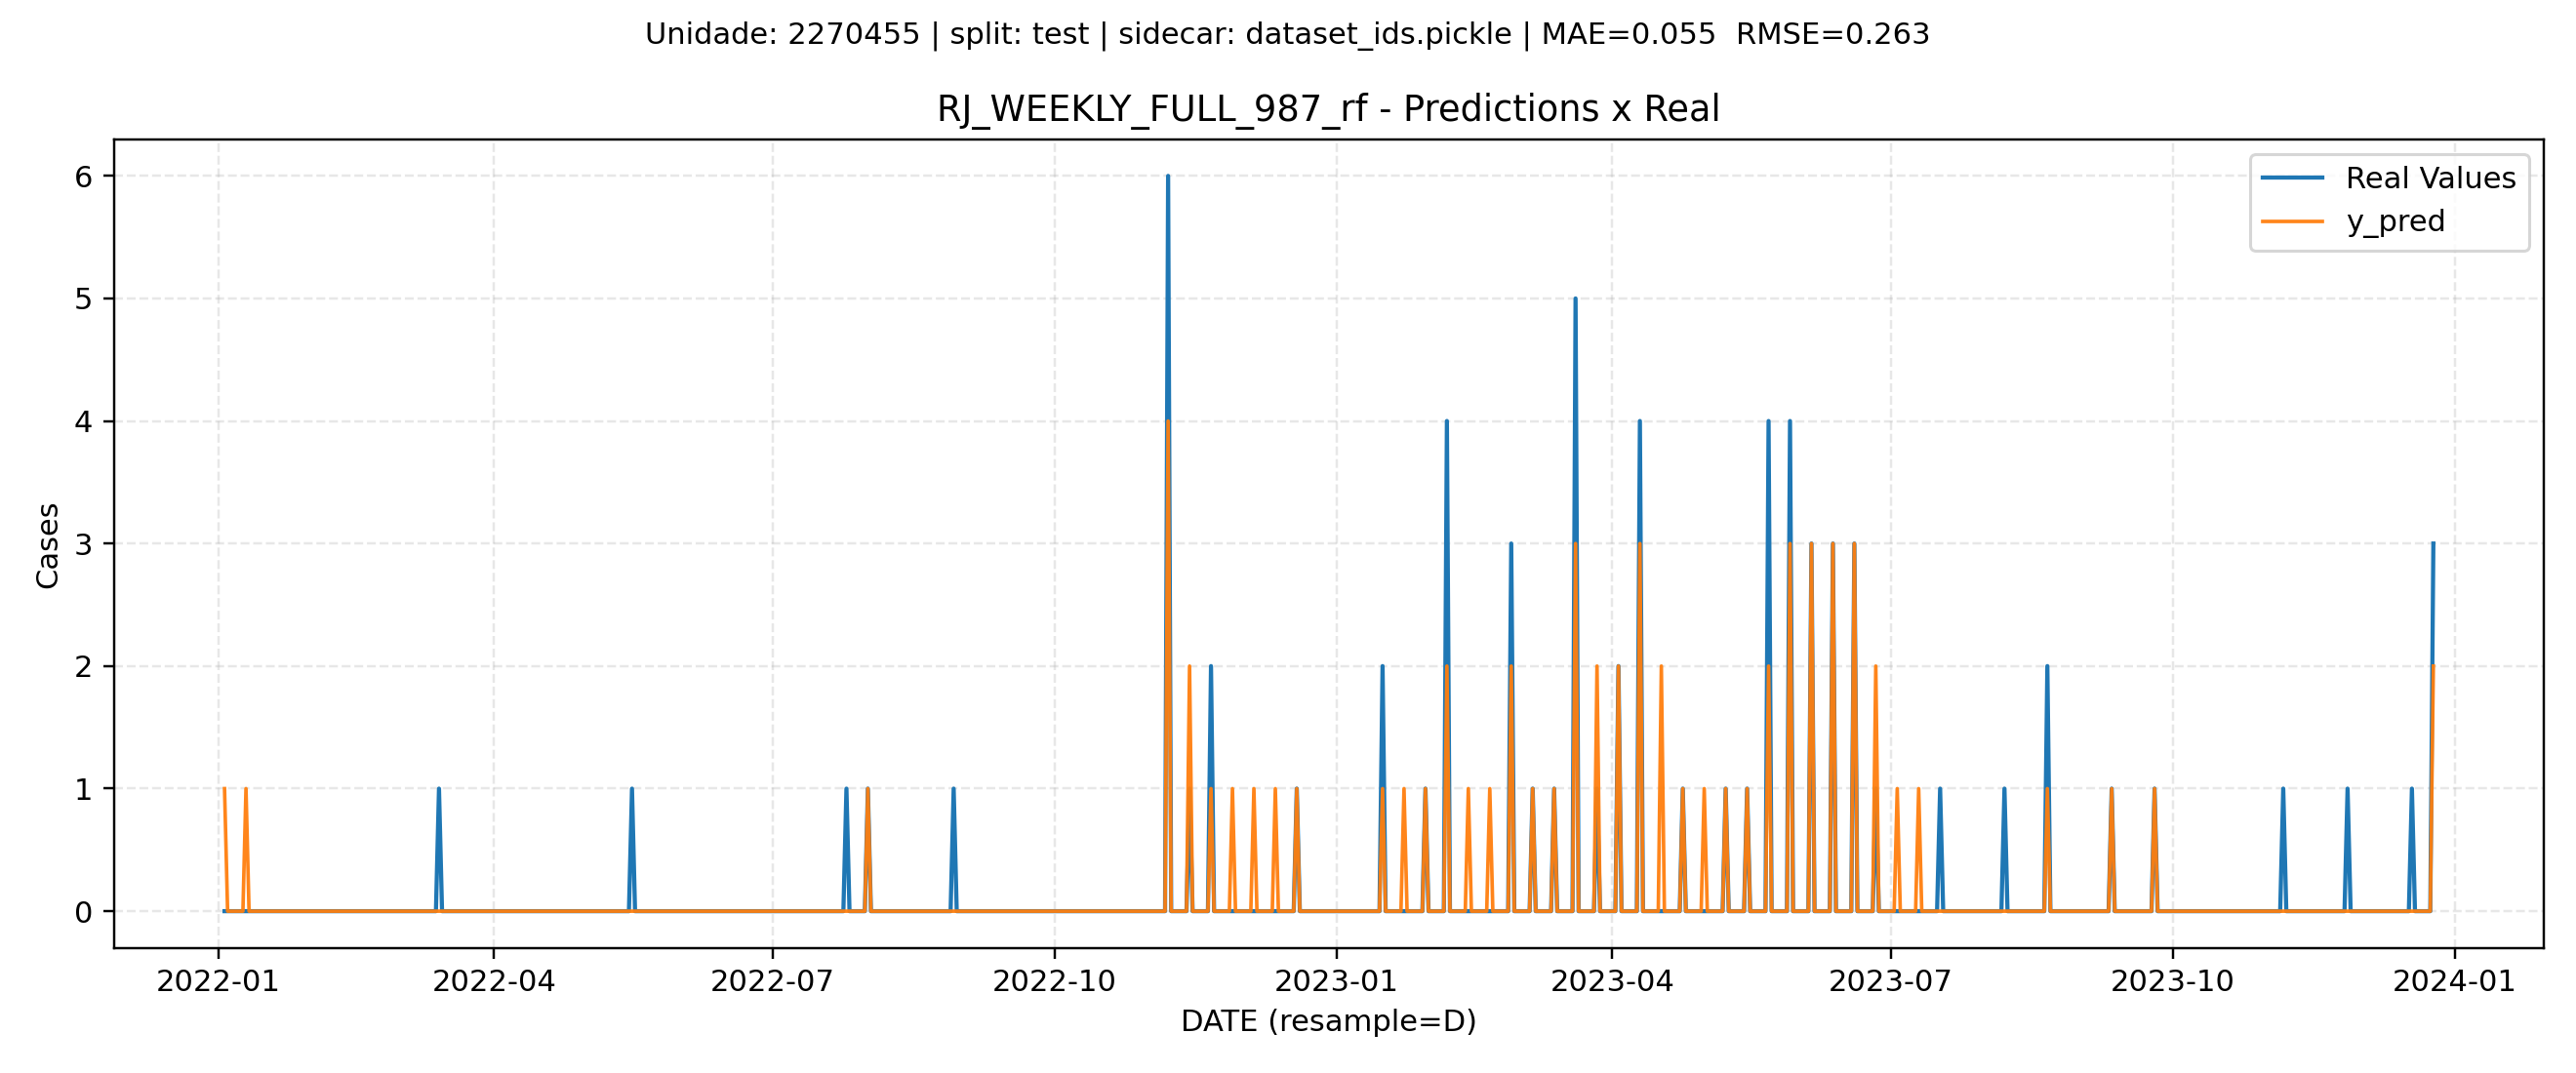 Unidade: 2270455 | split: test | sidecar: dataset_ids.pickle | MAE=0.055  RMSE=0.263
RJ_WEEKLY_FULL_987_rf - Predictions x Real
Real Values
y_pred
6
5
4
3
2
1
0
Cases
2022-01
2022-04
2022-07
2022-10
2023-01
2023-04
2023-07
2023-10
2024-01
DATE (resample=D)